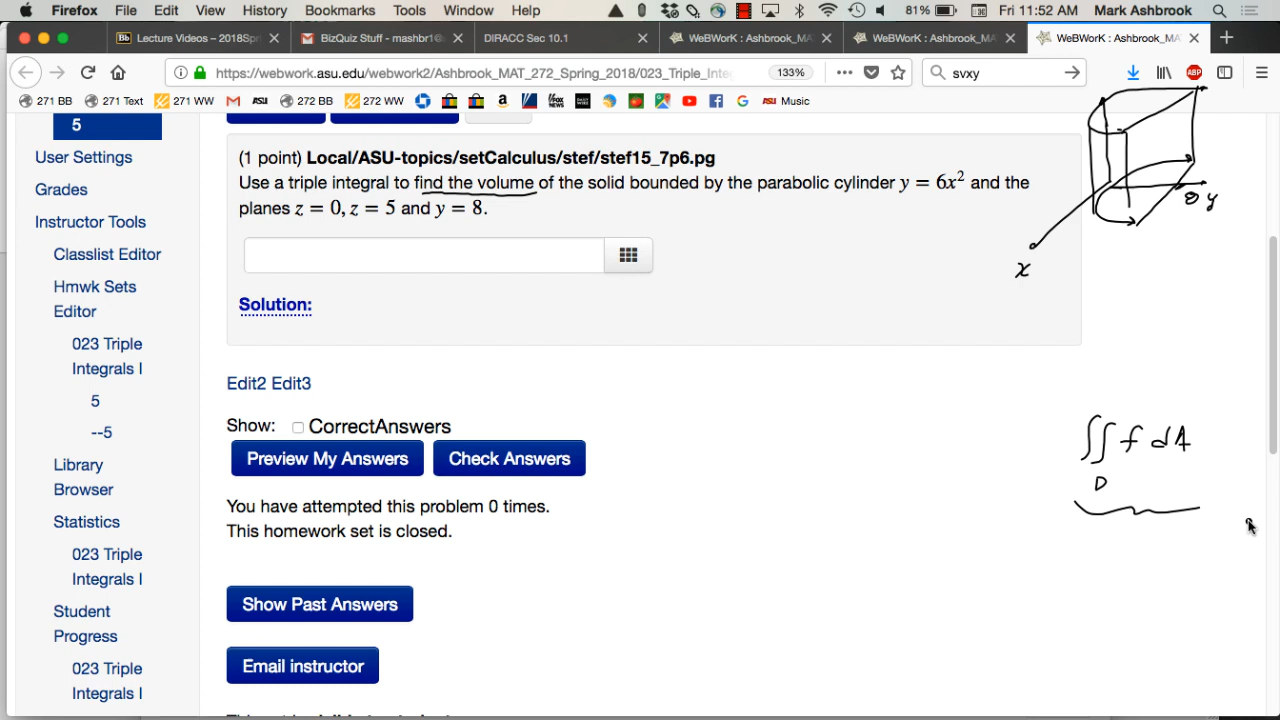 Firefox File Edit View History Bookmarks Tools Window Help 81% Fri 11:52 AM Mark Ashbrook
Bb Lecture Videos – 2018Spri BizQuiz Stuff - mashbr1@ DIRACC Sec 10.1 WeBWorK : Ashbrook_MA WeBWorK : Ashbrook_MA WeBWorK : Ashbrook_MA
https://webwork.asu.edu/webwork2/Ashbrook_MAT_272_Spring_2018/023_Triple_Inte 133% svxy
271 BB 271 Text 271 WW ASU 272BB 272 WW ASU Music
5
User Settings
Grades
Instructor Tools
Classlist Editor
Hmwk Sets
Editor
023 Triple
Integrals I
5
--5
Library
Browser
Statistics
023 Triple
Integrals I
Student
Progress
023 Triple
Integrals I
(1 point) Local/ASU-topics/setCalculus/stef/stef15_7p6.pg
Use a triple integral to find the volume of the solid bounded by the parabolic cylinder y = 6x² and the
planes z = 0, z = 5 and y = 8.
Solution:
Edit2 Edit3
Show: CorrectAnswers
Preview My Answers Check Answers
You have attempted this problem 0 times.
This homework set is closed.
Show Past Answers
Email instructor
8 y
x
∬ f dA
D